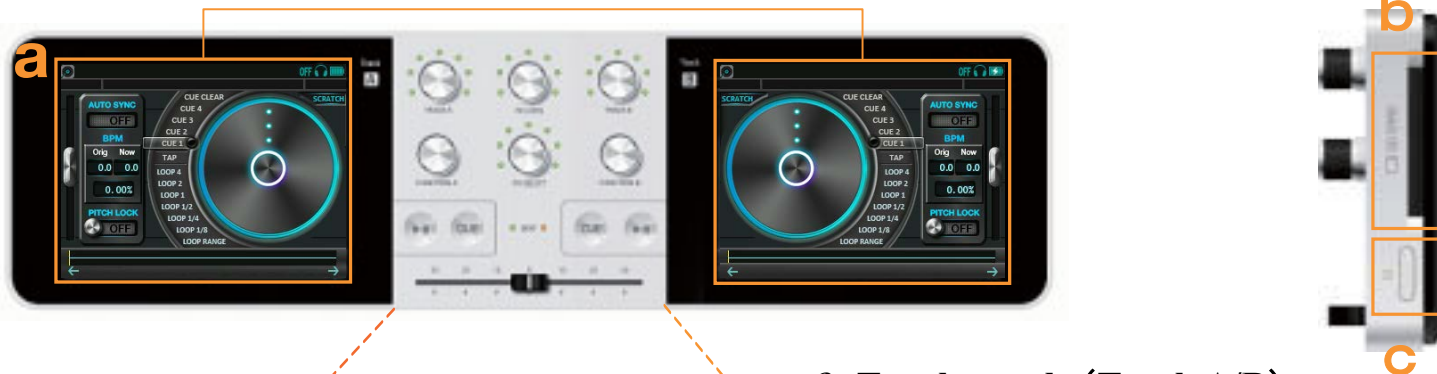 a
b
OFF
OFF
SCRATCH
SCRATCH
AUTO SYNC
OFF
BPM
Orig Now
0.0 0.0
0.00%
PITCH LOCK
OFF
CUE CLEAR
CUE 4
CUE 3
CUE 2
CUE 1
TAP
LOOP 4
LOOP 2
LOOP 1
LOOP 1/2
LOOP 1/4
LOOP 1/8
LOOP RANGE
CUE
CUE
CUE CLEAR
CUE 4
CUE 3
CUE 2
CUE 1
TAP
LOOP 4
LOOP 2
LOOP 1
LOOP 1/2
LOOP 1/4
LOOP 1/8
LOOP RANGE
AUTO SYNC
OFF
BPM
Orig Now
0.0 0.0
0.00%
PITCH LOCK
OFF
c